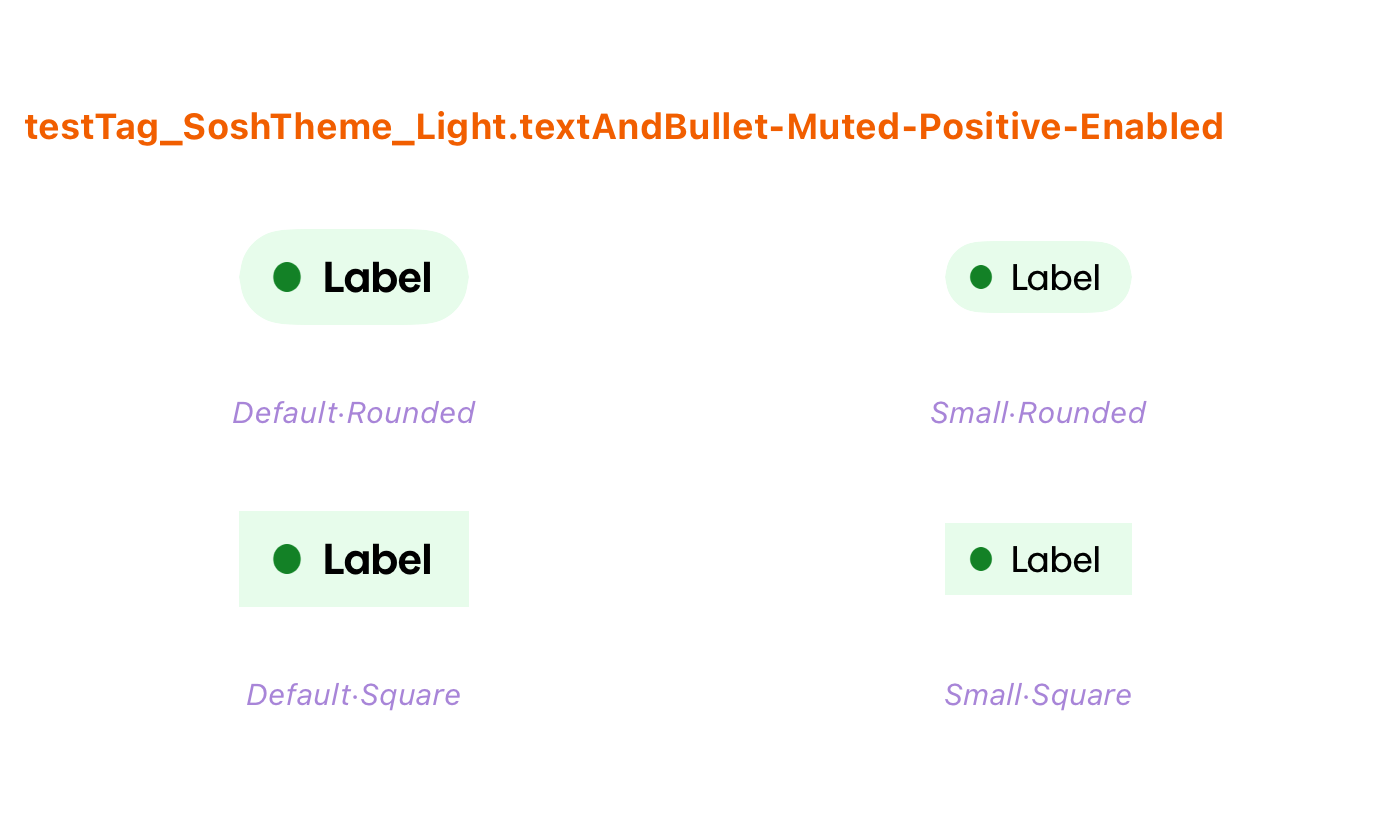 testTag_SoshTheme_Light.textAndBullet-Muted-Positive-Enabled
Label
Label
Default·Rounded
Small·Rounded
Label
Label
Default·Square
Small·Square